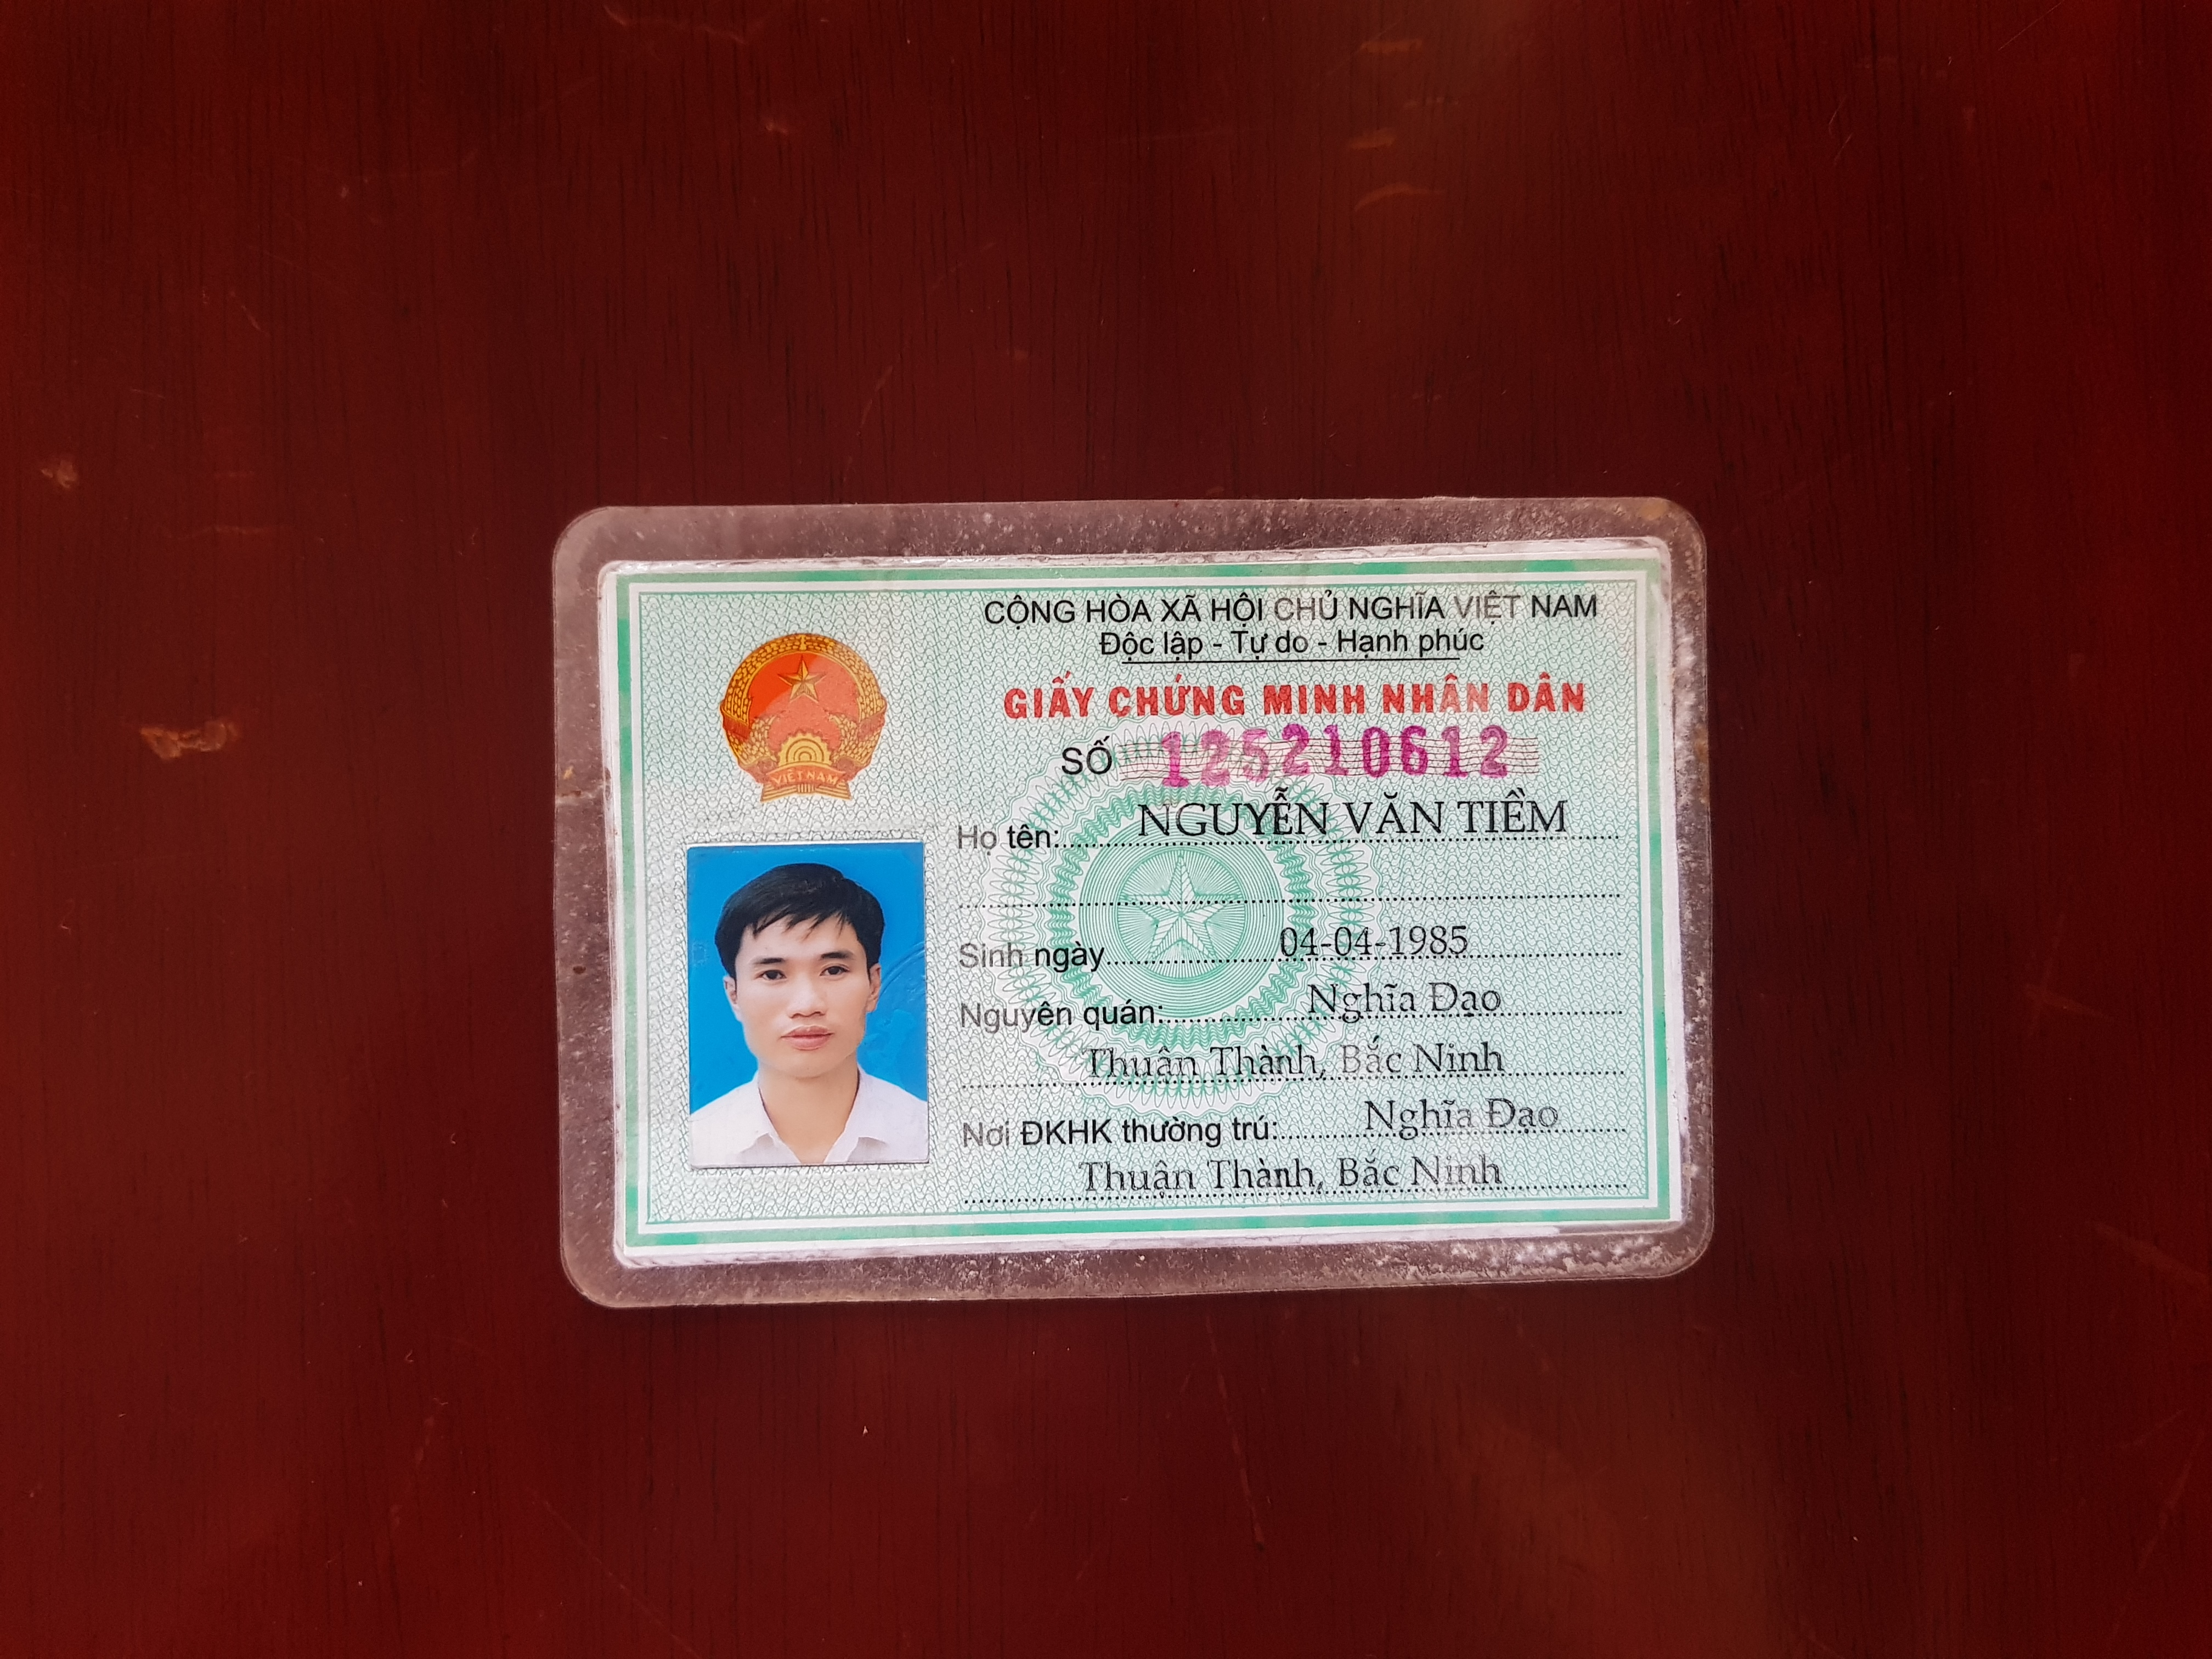 CỘNG HÒA XÃ HỘI CHỦ NGHĨA VIỆT NAM
Độc lập - Tự do - Hạnh phúc
GIẤY CHỨNG MINH NHÂN DÂN
SỐ 125210612
Họ tên: NGUYỄN VĂN TIỀM
Sinh ngày 04-04-1985
Nguyên quán: Nghĩa Đạo
Thuận Thành, Bắc Ninh
Nơi ĐKHK thường trú: Nghĩa Đạo
Thuận Thành, Bắc Ninh
VIỆT NAM